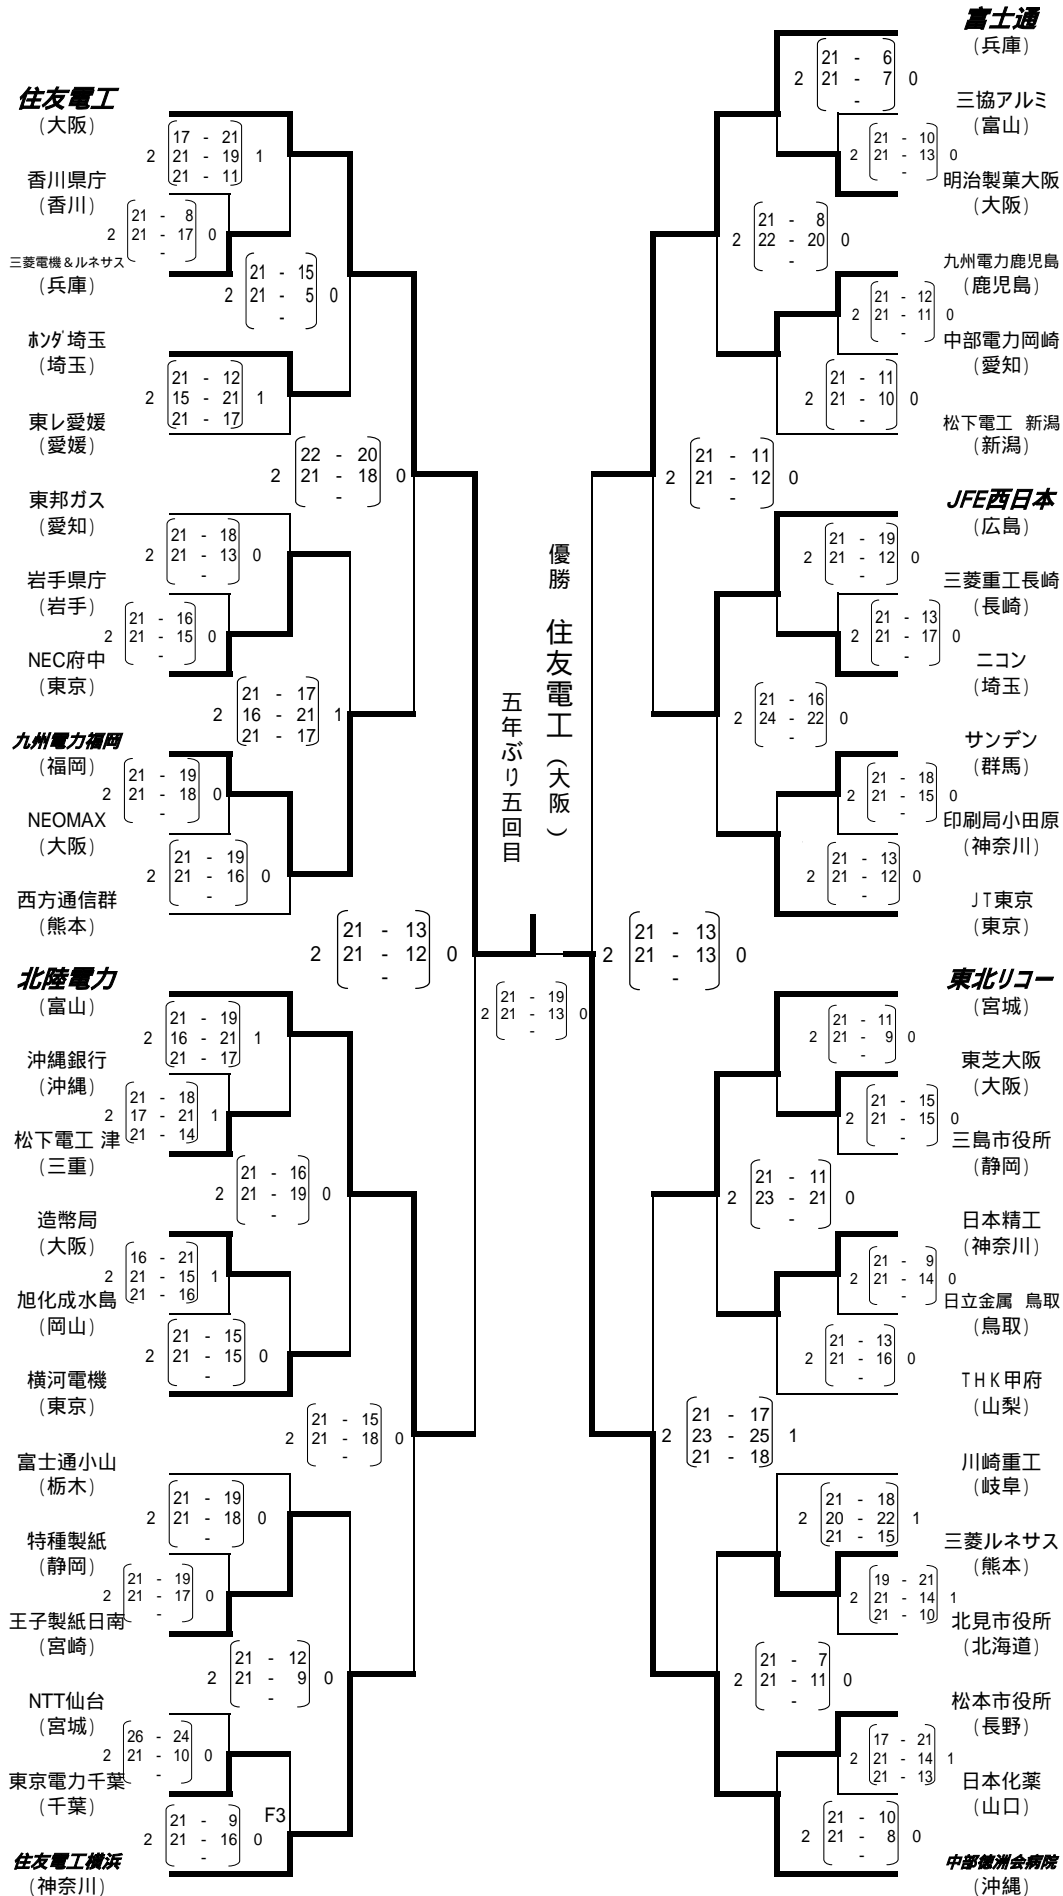 住友電工
(大阪)
17 - 21
2 21 - 19 1
21 - 11
香川県庁
(香川)
21 - 8
2 21 - 17 0
-
三菱電機&ルネサス
(兵庫)
21 - 15
2 21 - 5 0
-
ホンダ埼玉
(埼玉)
21 - 12
2 15 - 21 1
21 - 17
東レ愛媛
(愛媛)
22 - 20
2 21 - 18 0
-
東邦ガス
(愛知)
21 - 18
2 21 - 13 0
-
岩手県庁
(岩手)
21 - 16
2 21 - 15 0
-
NEC府中
(東京)
21 - 17
2 16 - 21 1
21 - 17
九州電力福岡
(福岡)
21 - 19
2 21 - 18 0
-
NEOMAX
(大阪)
21 - 19
2 21 - 16 0
-
西方通信群
(熊本)
21 - 13
2 21 - 12 0
-
北陸電力
(富山)
21 - 19
2 16 - 21 1
21 - 17
沖縄銀行
(沖縄)
21 - 18
2 17 - 21 1
21 - 14
松下電工 津
(三重)
21 - 16
2 21 - 19 0
-
造幣局
(大阪)
16 - 21
2 21 - 15 1
21 - 16
旭化成水島
(岡山)
21 - 15
2 21 - 15 0
-
横河電機
(東京)
21 - 15
2 21 - 18 0
-
富士通小山
(栃木)
21 - 19
2 21 - 18 0
-
特種製紙
(静岡)
21 - 19
2 21 - 17 0
-
王子製紙日南
(宮崎)
21 - 12
2 21 - 9 0
-
NTT仙台
(宮城)
26 - 24
2 21 - 10 0
-
東京電力千葉
(千葉)
F3
21 - 9
2 21 - 16 0
-
住友電工横浜
(神奈川)
優勝 住友電工(大阪)
五年ぶり五回目
21 - 19
2 21 - 13 0
-
富士通
(兵庫)
21 - 6
2 21 - 7 0
-
三協アルミ
(富山)
21 - 10
2 21 - 13 0
-
明治製菓大阪
(大阪)
21 - 8
2 22 - 20 0
-
九州電力鹿児島
(鹿児島)
21 - 12
2 21 - 11 0
-
中部電力岡崎
(愛知)
21 - 11
2 21 - 10 0
-
松下電工 新潟
(新潟)
21 - 11
2 21 - 12 0
-
JFE西日本
(広島)
21 - 19
2 21 - 12 0
-
三菱重工長崎
(長崎)
21 - 13
2 21 - 17 0
-
ニコン
(埼玉)
21 - 16
2 24 - 22 0
-
サンデン
(群馬)
21 - 18
2 21 - 15 0
-
印刷局小田原
(神奈川)
21 - 13
2 21 - 12 0
-
JT東京
(東京)
21 - 13
2 21 - 13 0
-
東北リコー
(宮城)
21 - 11
2 21 - 9 0
-
東芝大阪
(大阪)
21 - 15
2 21 - 15 0
-
三島市役所
(静岡)
21 - 11
2 23 - 21 0
-
日本精工
(神奈川)
21 - 9
2 21 - 14 0
-
日立金属 鳥取
(鳥取)
21 - 13
2 21 - 16 0
-
THK甲府
(山梨)
21 - 17
2 23 - 25 1
21 - 18
川崎重工
(岐阜)
21 - 18
2 20 - 22 1
21 - 15
三菱ルネサス
(熊本)
19 - 21
2 21 - 14 1
21 - 10
北見市役所
(北海道)
21 - 7
2 21 - 11 0
-
松本市役所
(長野)
17 - 21
2 21 - 14 1
21 - 13
日本化薬
(山口)
21 - 10
2 21 - 8 0
-
中部徳洲会病院
(沖縄)